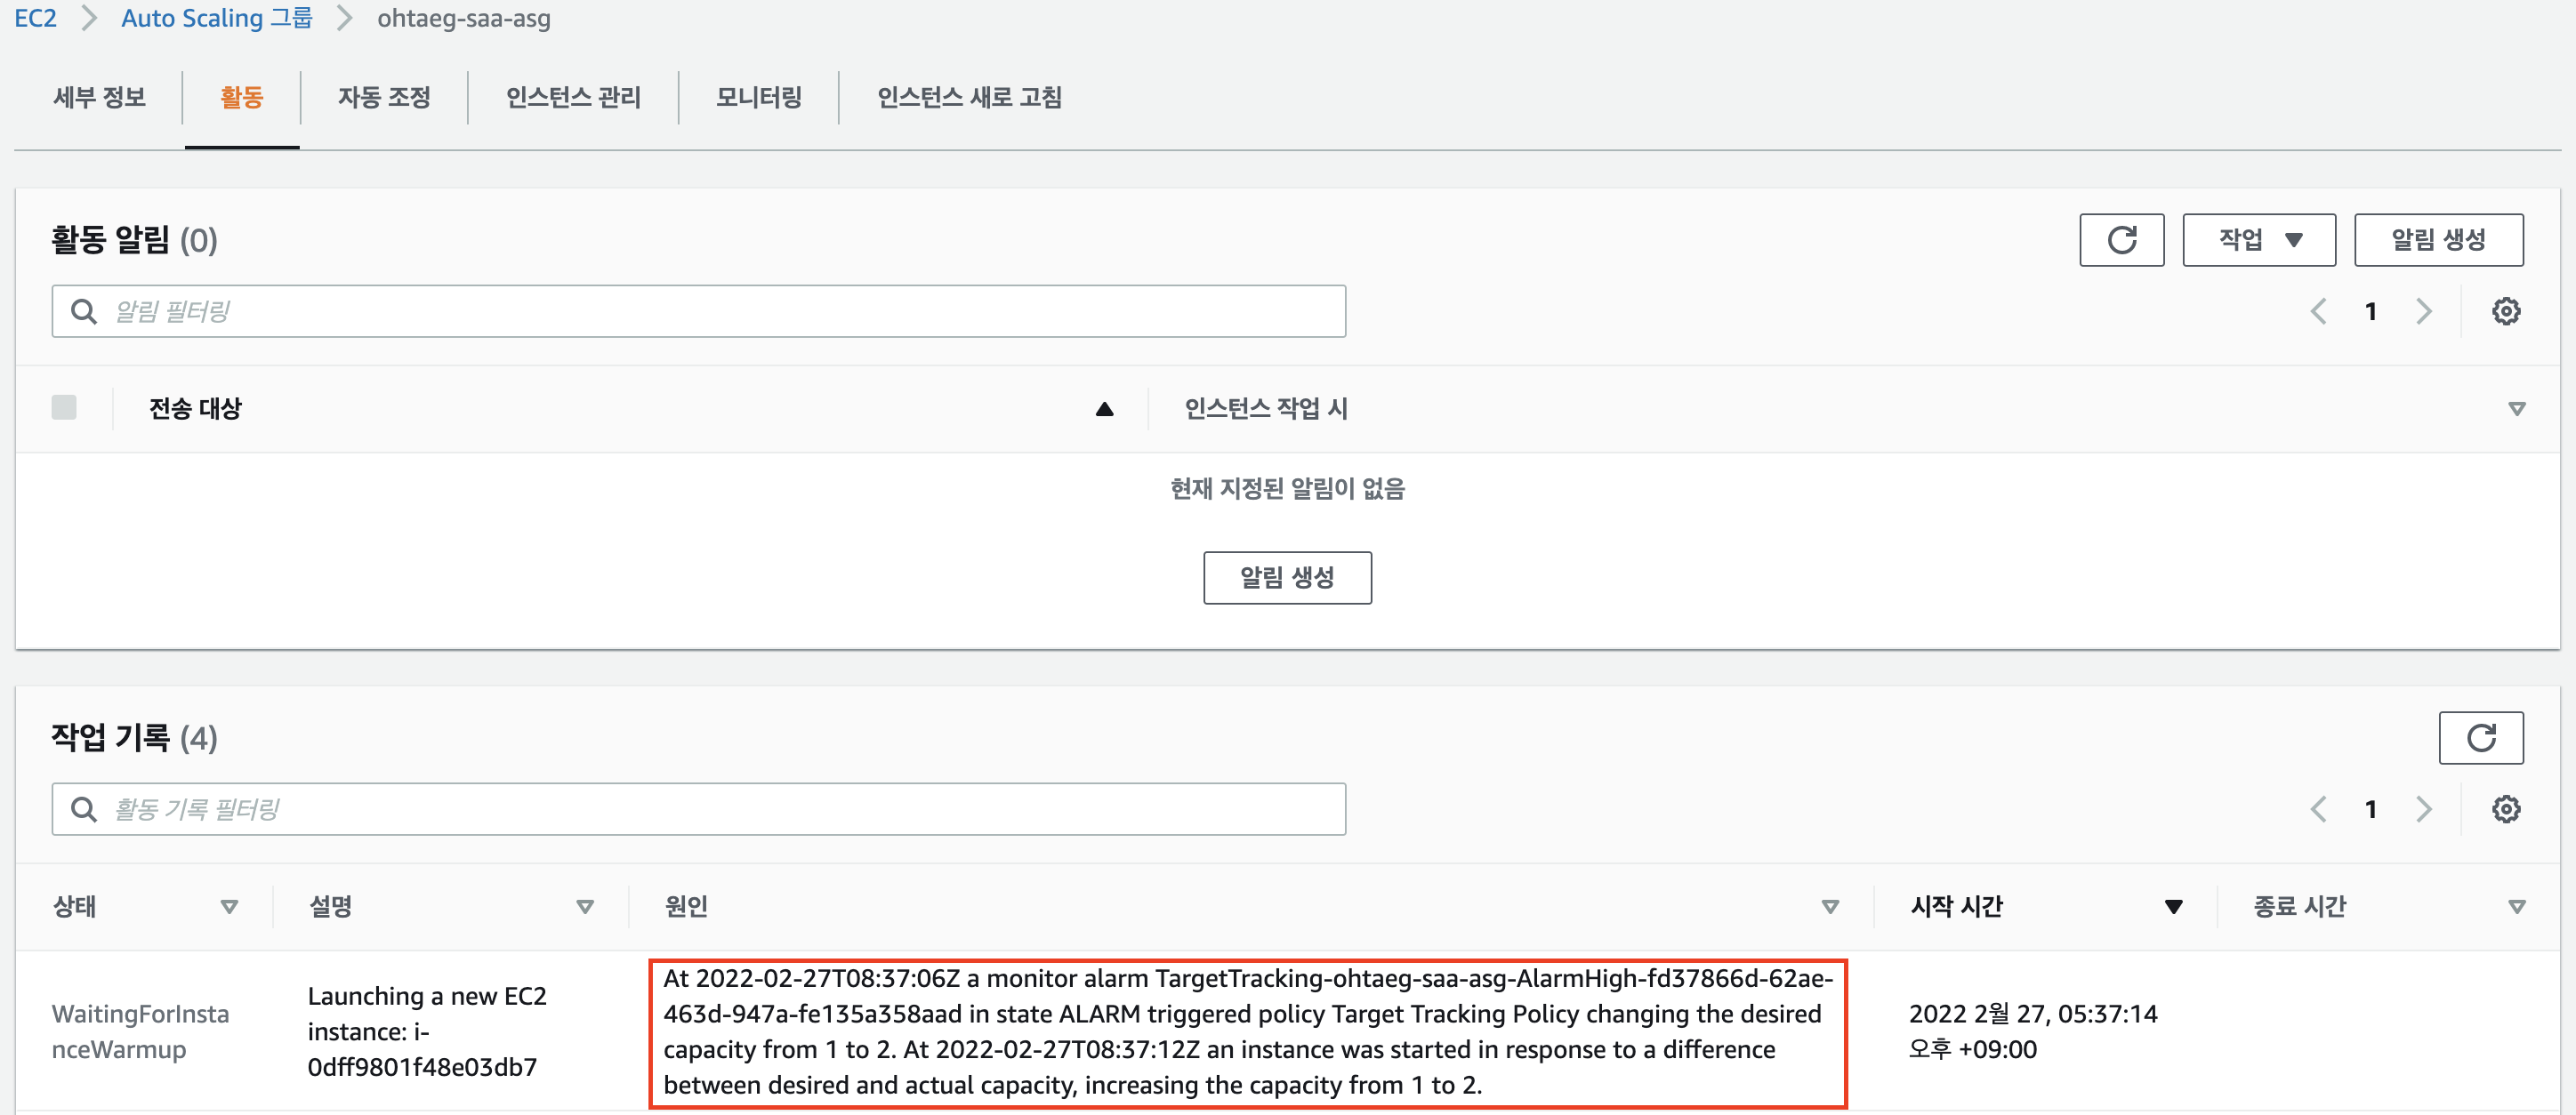 EC2 > Auto Scaling 그룹 > ohtaeg-saa-asg
세부 정보 활동 자동 조정 인스턴스 관리 모니터링 인스턴스 새로 고침
활동 알림 (0) 작업 알림 생성
알림 필터링 1
전송 대상 인스턴스 작업 시
현재 지정된 알림이 없음
알림 생성
작업 기록 (4)
활동 기록 필터링 1
상태 설명 원인 시작 시간 종료 시간
WaitingForInsta
nceWarmup
Launching a new EC2
instance: i-
0dff9801f48e03db7
At 2022-02-27T08:37:06Z a monitor alarm TargetTracking-ohtaeg-saa-asg-AlarmHigh-fd37866d-62ae-
463d-947a-fe135a358aad in state ALARM triggered policy Target Tracking Policy changing the desired
capacity from 1 to 2. At 2022-02-27T08:37:12Z an instance was started in response to a difference
between desired and actual capacity, increasing the capacity from 1 to 2.
2022 2월 27, 05:37:14
오후 +09:00